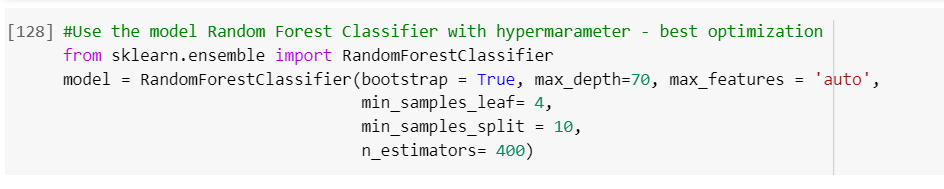 [128] #Use the model Random Forest Classifier with hypermarameter - best optimization
from sklearn.ensemble import RandomForestClassifier
model = RandomForestClassifier(bootstrap = True, max_depth=70, max_features = 'auto',
min_samples_leaf= 4,
min_samples_split = 10,
n_estimators= 400)